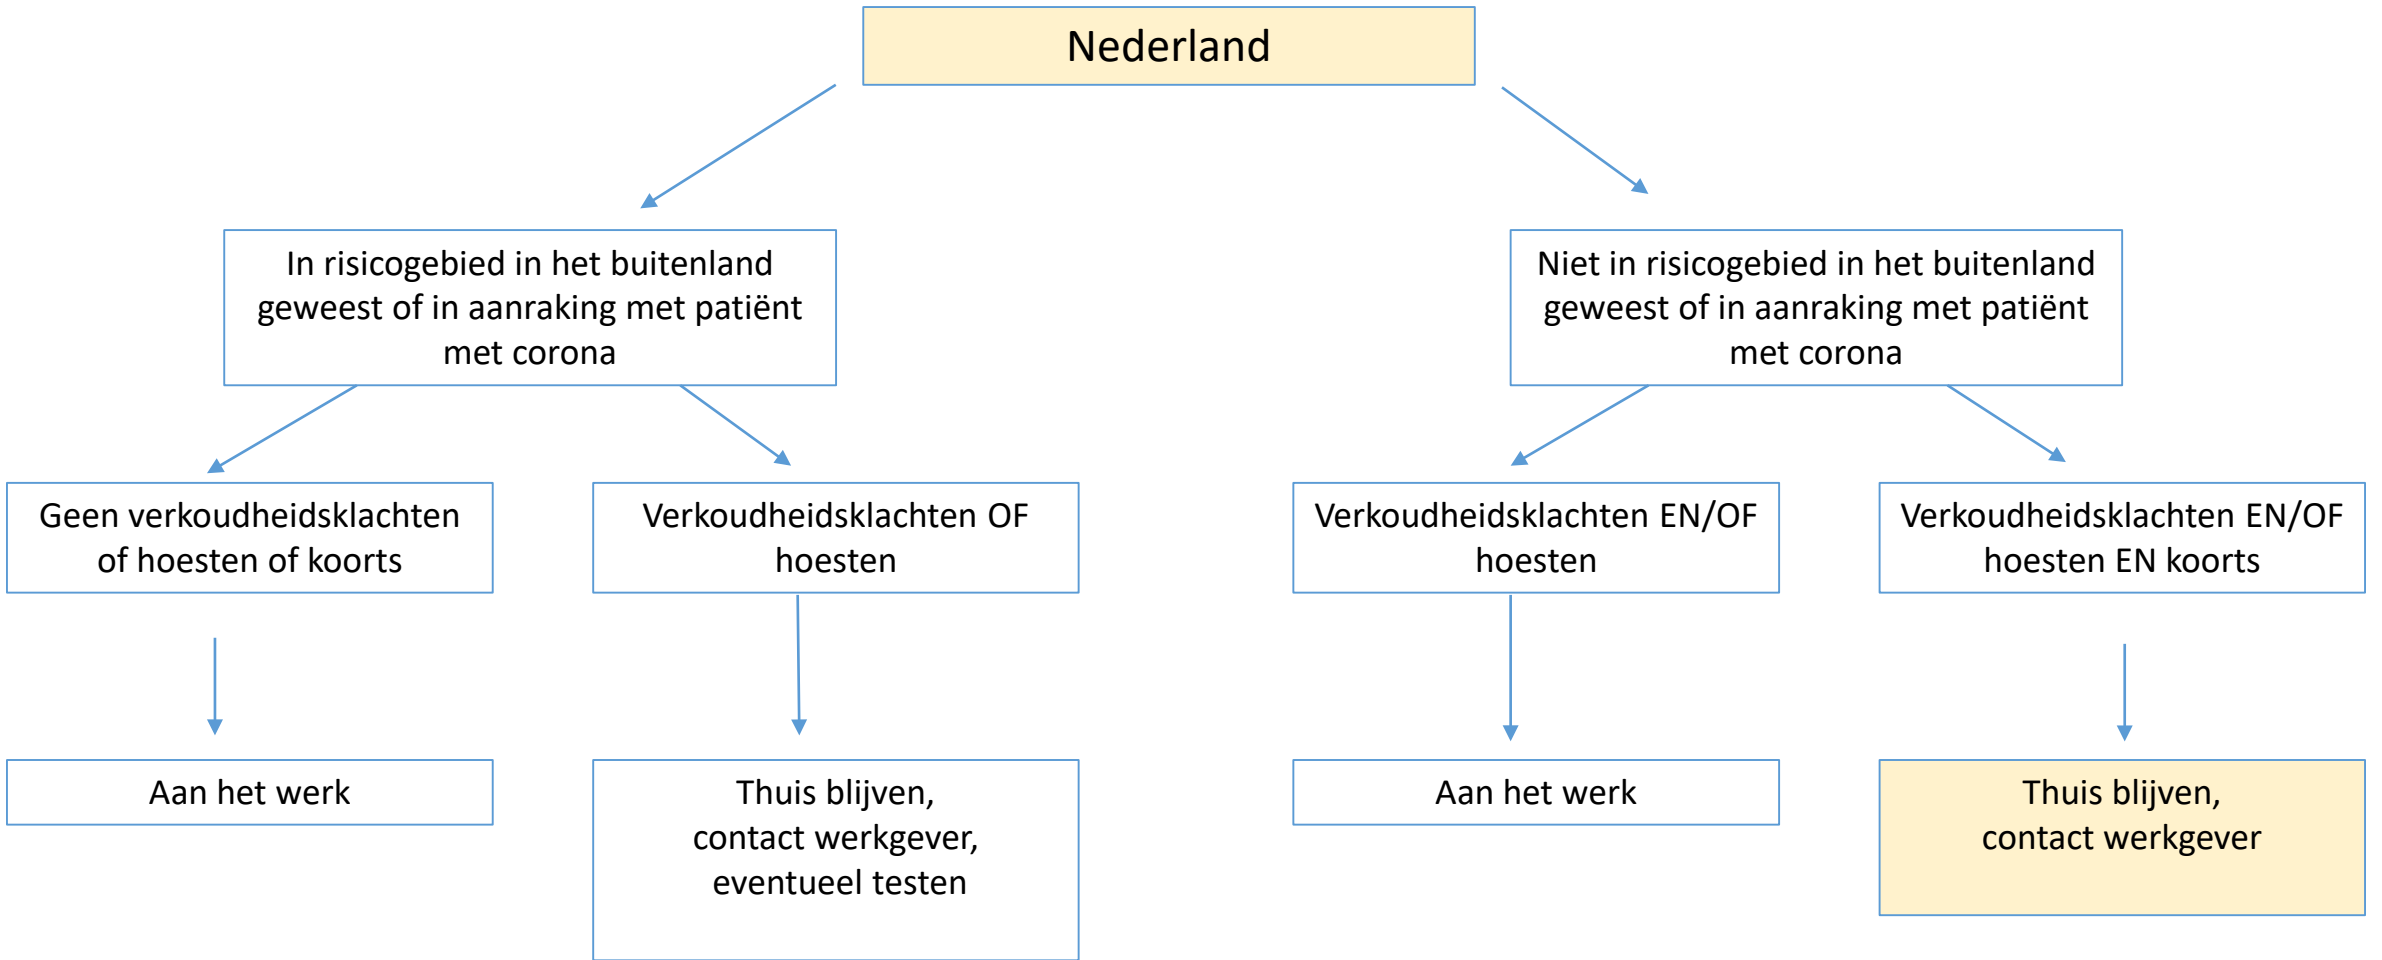 Nederland
In risicogebied in het buitenland
geweest of in aanraking met patiënt
met corona
Niet in risicogebied in het buitenland
geweest of in aanraking met patiënt
met corona
Geen verkoudheidsklachten
of hoesten of koorts
Verkoudheidsklachten OF
hoesten
Verkoudheidsklachten EN/OF
hoesten
Verkoudheidsklachten EN/OF
hoesten EN koorts
Aan het werk
Thuis blijven,
contact werkgever,
eventueel testen
Aan het werk
Thuis blijven,
contact werkgever